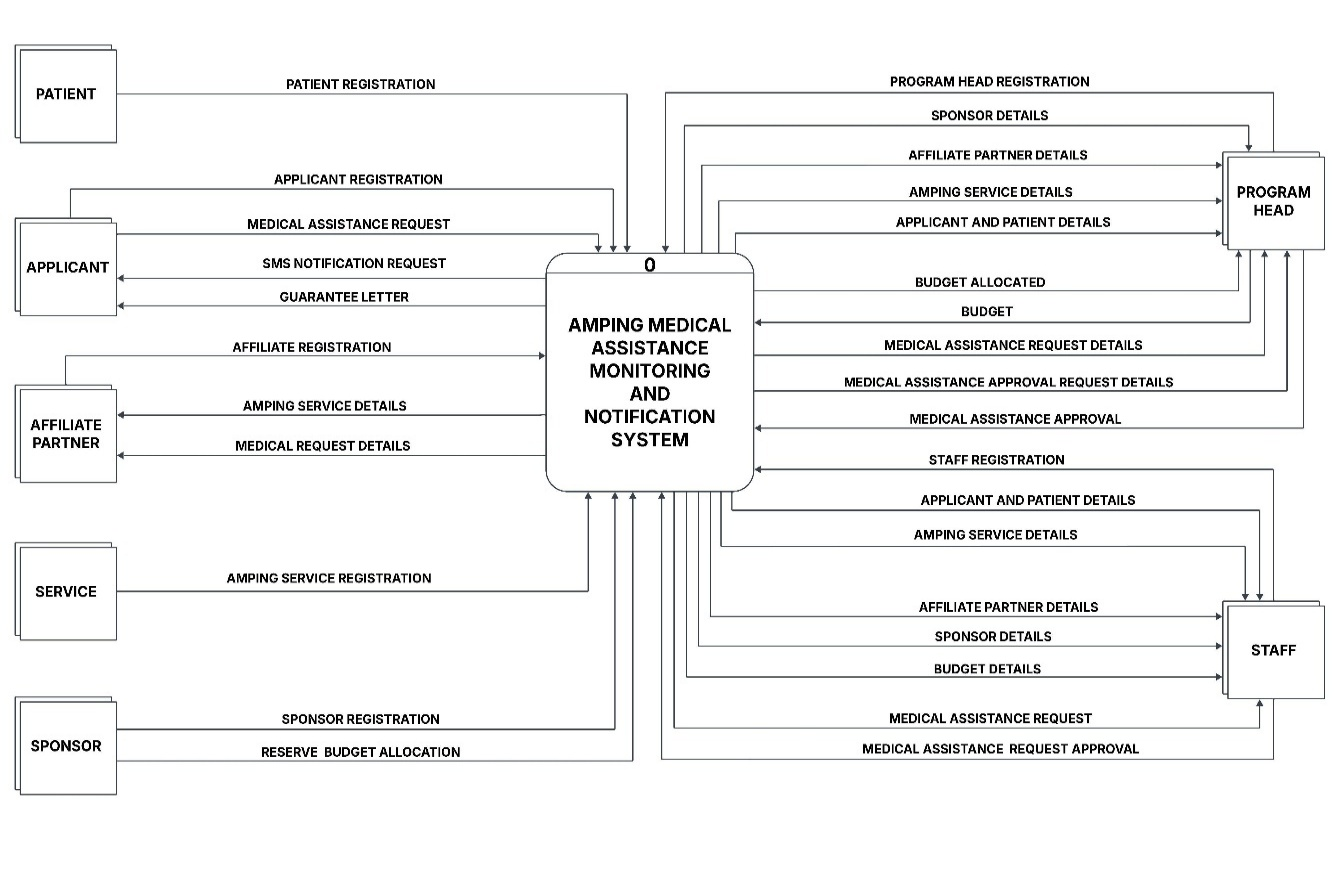 PATIENT
PATIENT REGISTRATION
APPLICANT REGISTRATION
MEDICAL ASSISTANCE REQUEST
APPLICANT
SMS NOTIFICATION REQUEST
GUARANTEE LETTER
AFFILIATE REGISTRATION
AFFILIATE
PARTNER
AMPING SERVICE DETAILS
MEDICAL REQUEST DETAILS
SERVICE
AMPING SERVICE REGISTRATION
SPONSOR
SPONSOR REGISTRATION
RESERVE BUDGET ALLOCATION
0
AMPING MEDICAL
ASSISTANCE
MONITORING
AND
NOTIFICATION
SYSTEM
PROGRAM HEAD REGISTRATION
SPONSOR DETAILS
AFFILIATE PARTNER DETAILS
AMPING SERVICE DETAILS
APPLICANT AND PATIENT DETAILS
PROGRAM
HEAD
BUDGET ALLOCATED
BUDGET
MEDICAL ASSISTANCE REQUEST DETAILS
MEDICAL ASSISTANCE APPROVAL REQUEST DETAILS
MEDICAL ASSISTANCE APPROVAL
STAFF REGISTRATION
APPLICANT AND PATIENT DETAILS
AMPING SERVICE DETAILS
AFFILIATE PARTNER DETAILS
SPONSOR DETAILS
BUDGET DETAILS
STAFF
MEDICAL ASSISTANCE REQUEST
MEDICAL ASSISTANCE REQUEST APPROVAL